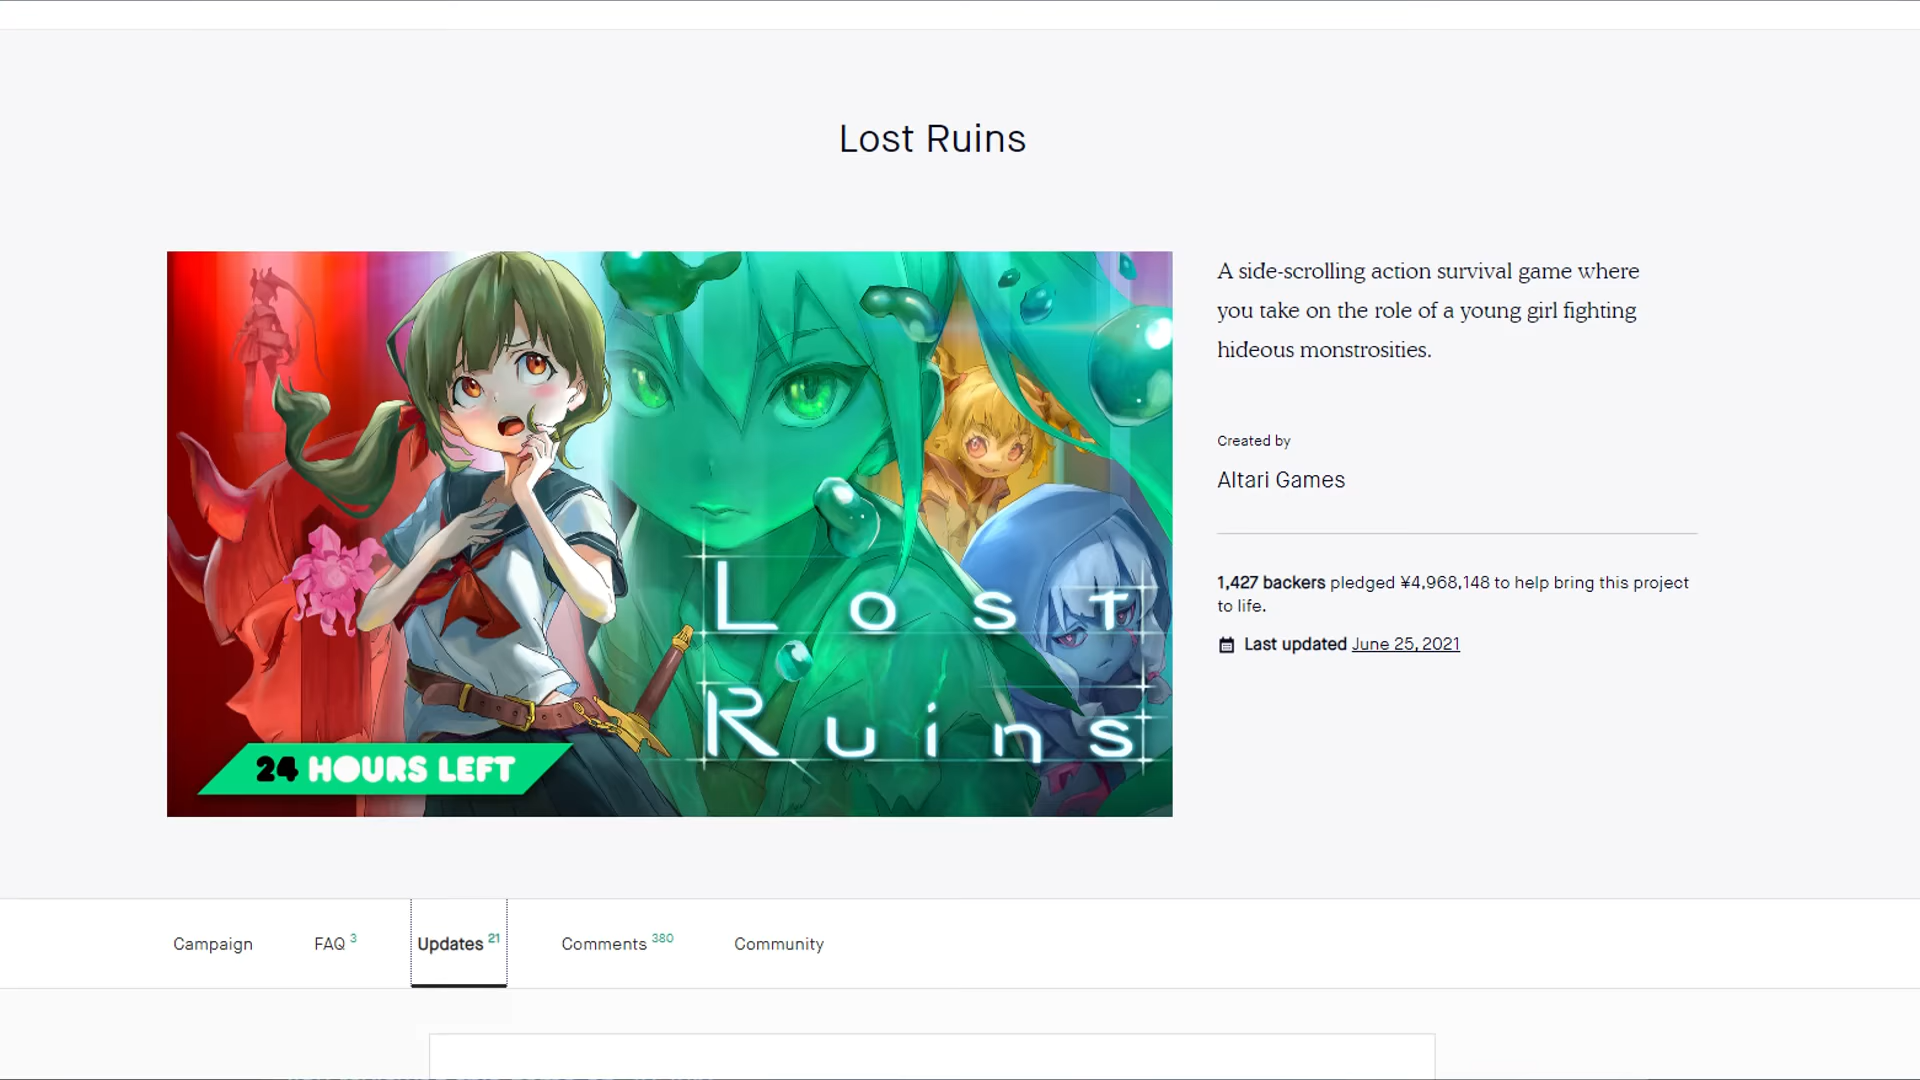 Lost Ruins
A side-scrolling action survival game where
you take on the role of a young girl fighting
hideous monstrosities.
Created by
Altari Games
1,427 backers pledged ¥4,968,148 to help bring this project
to life.
Last updated June 25, 2021
Lost
Ruins
24 HOURS LEFT
Campaign
FAQ 3
Updates 21
Comments 380
Community